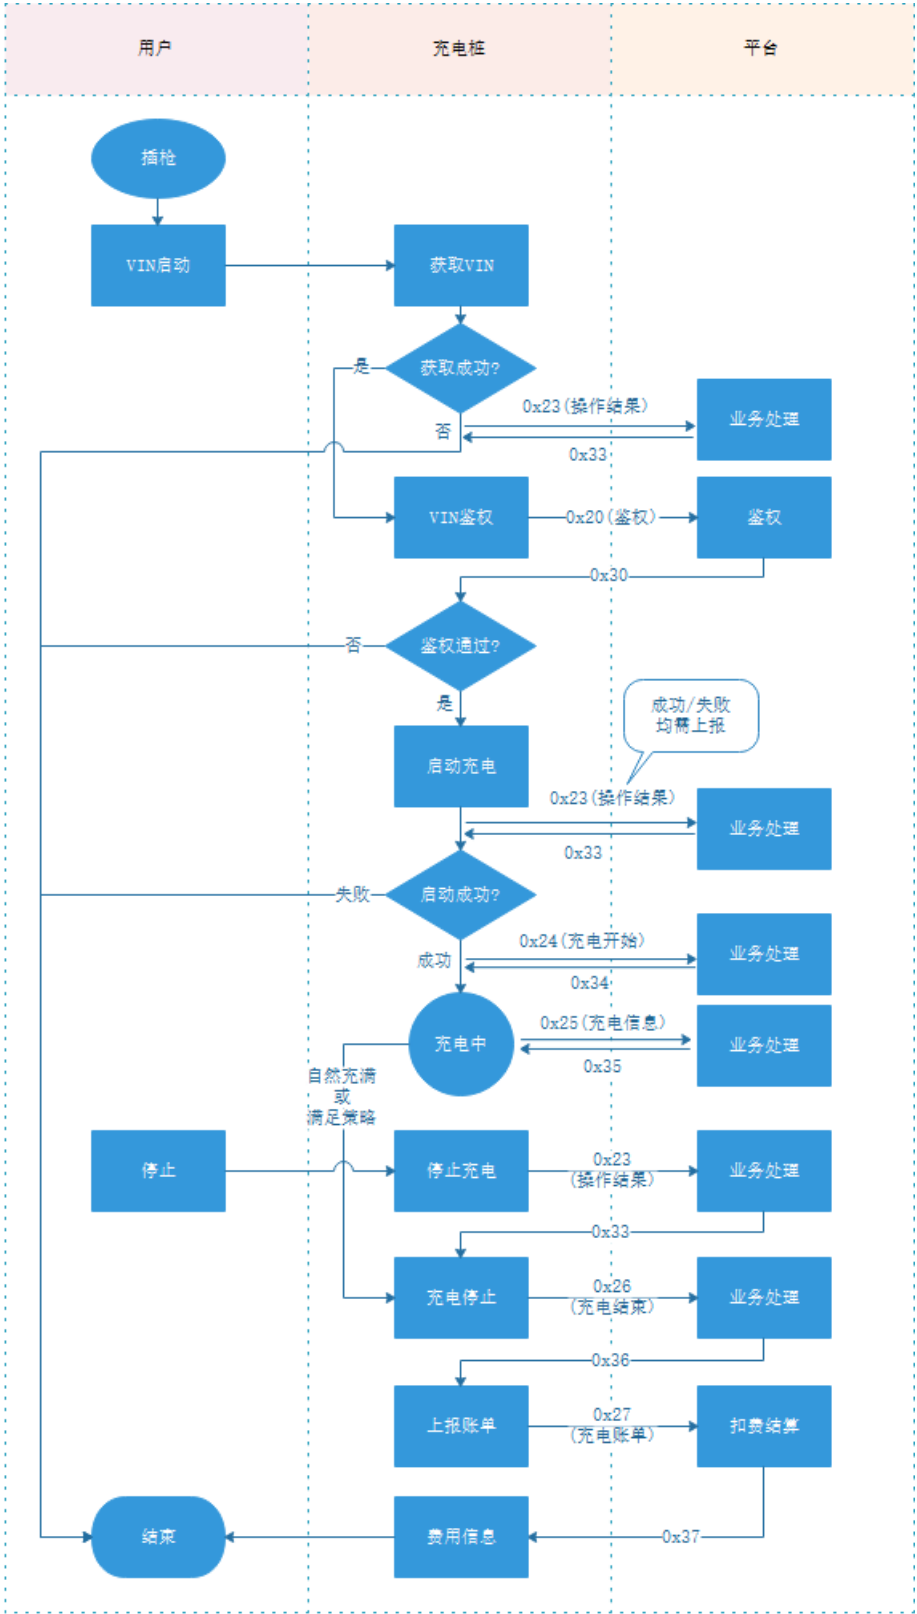 用户
充电桩
平台
插枪
VIN启动
获取VIN
获取成功?
是
0x23(操作结果)
业务处理
否
0x33
VIN鉴权
0x20(鉴权)
鉴权
0x30
鉴权通过?
否
是
成功/失败
均需上报
启动充电
0x23(操作结果)
业务处理
0x33
启动成功?
失败
0x24(充电开始)
业务处理
成功
0x34
0x25(充电信息)
充电中
业务处理
0x35
自然充满
或
满足策略
停止
停止充电
0x23
(操作结果)
业务处理
0x33
充电停止
0x26
(充电结束)
业务处理
0x36
上报账单
0x27
(充电账单)
扣费结算
结束
费用信息
0x37